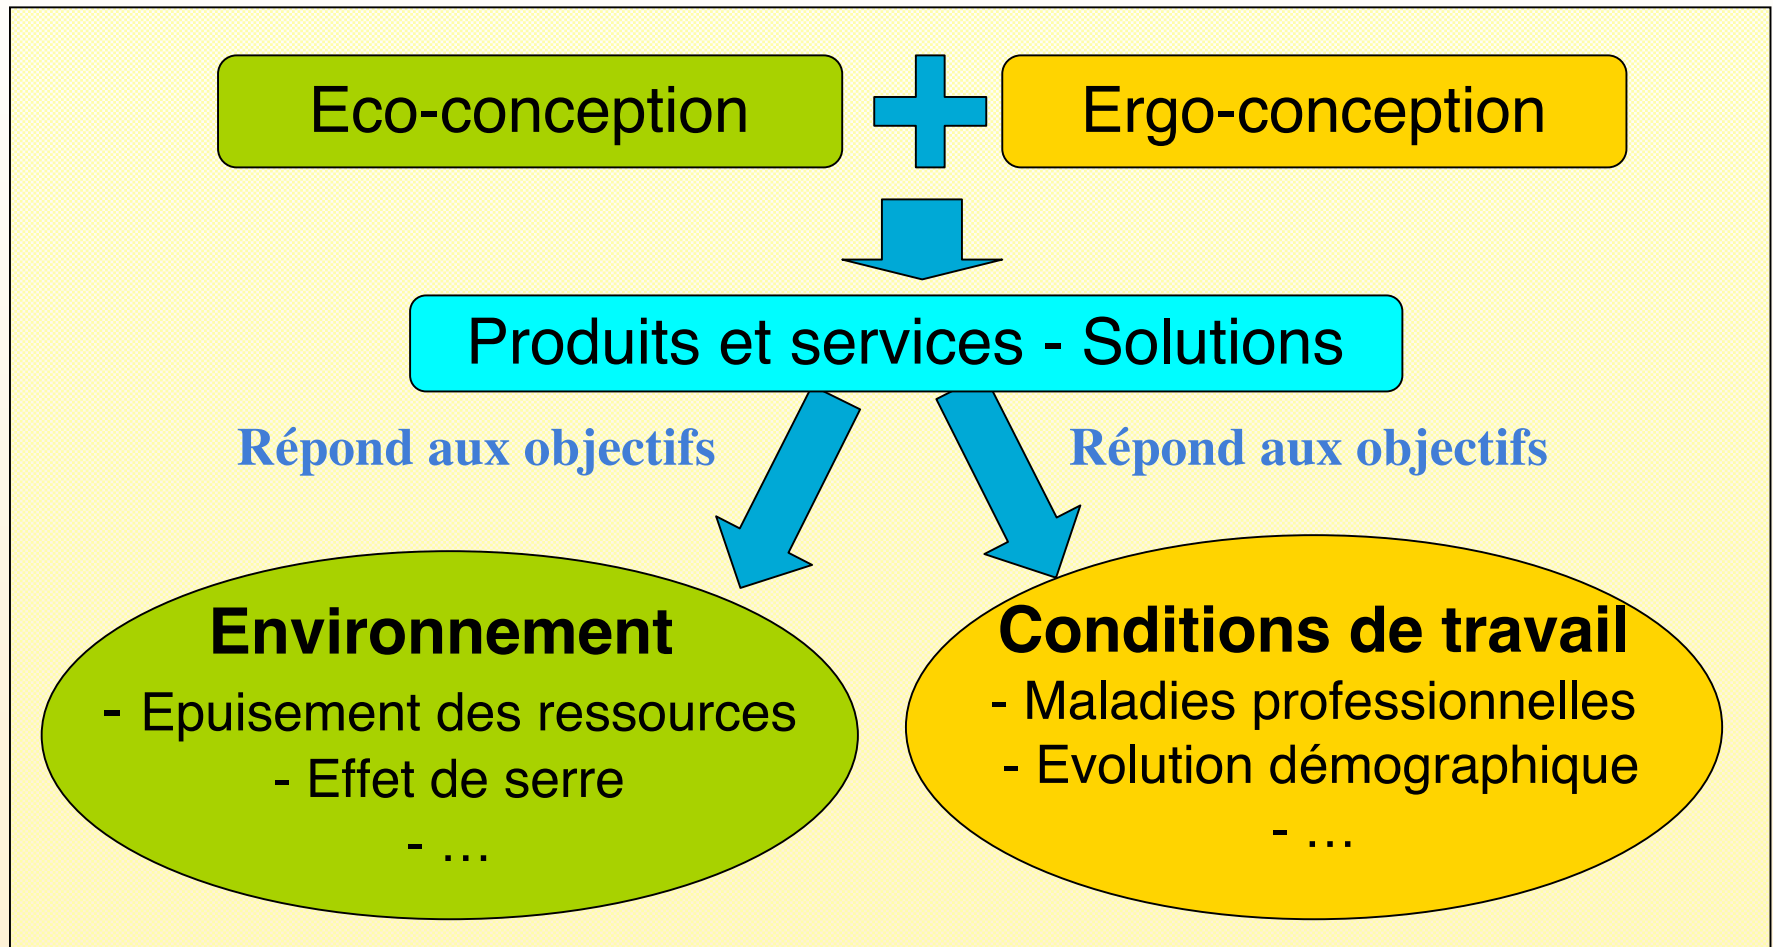 Eco-conception
Ergo-conception
Produits et services - Solutions
Répond aux objectifs
Répond aux objectifs
Environnement
- Epuisement des ressources
- Effet de serre
- …
Conditions de travail
- Maladies professionnelles
- Evolution démographique
- …